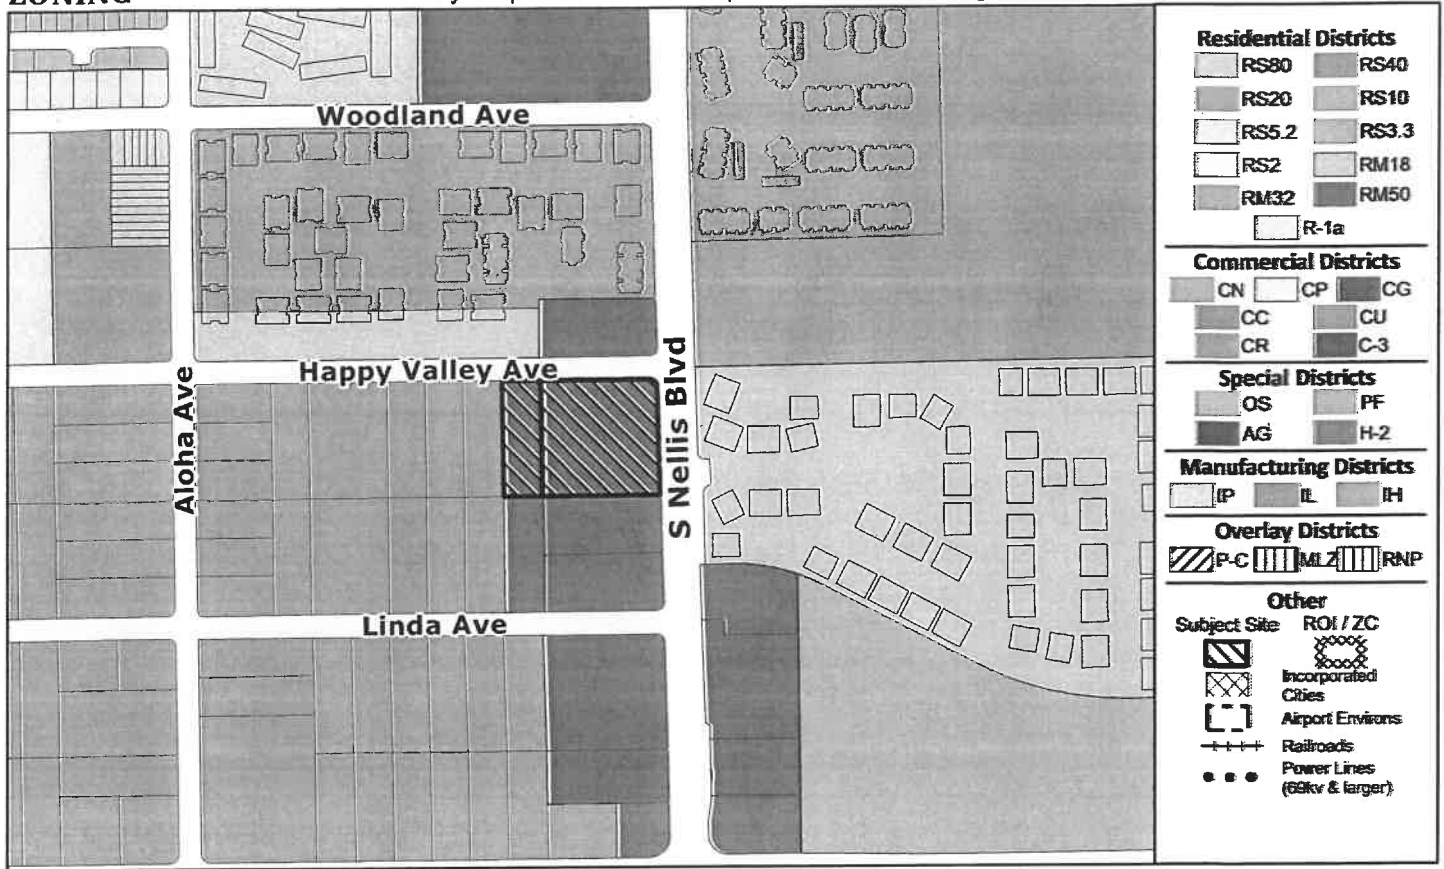 ZONING
Woodland Ave
Happy Valley Ave
Aloha Ave
S Nellis Blvd
Linda Ave
Residential Districts
RS80 RS40
RS20 RS10
RS5.2 RS3.3
RS2 RM18
RM32 RM50
R-1a
Commercial Districts
CN CP CG
CC CU
CR C-3
Special Districts
OS PF
AG H-2
Manufacturing Districts
IP IL IH
Overlay Districts
P-C MLZ RNP
Other
Subject Site ROI / ZC
Incorporated
Cities
Airport Environs
Railroads
Power Lines
(69kv & larger)